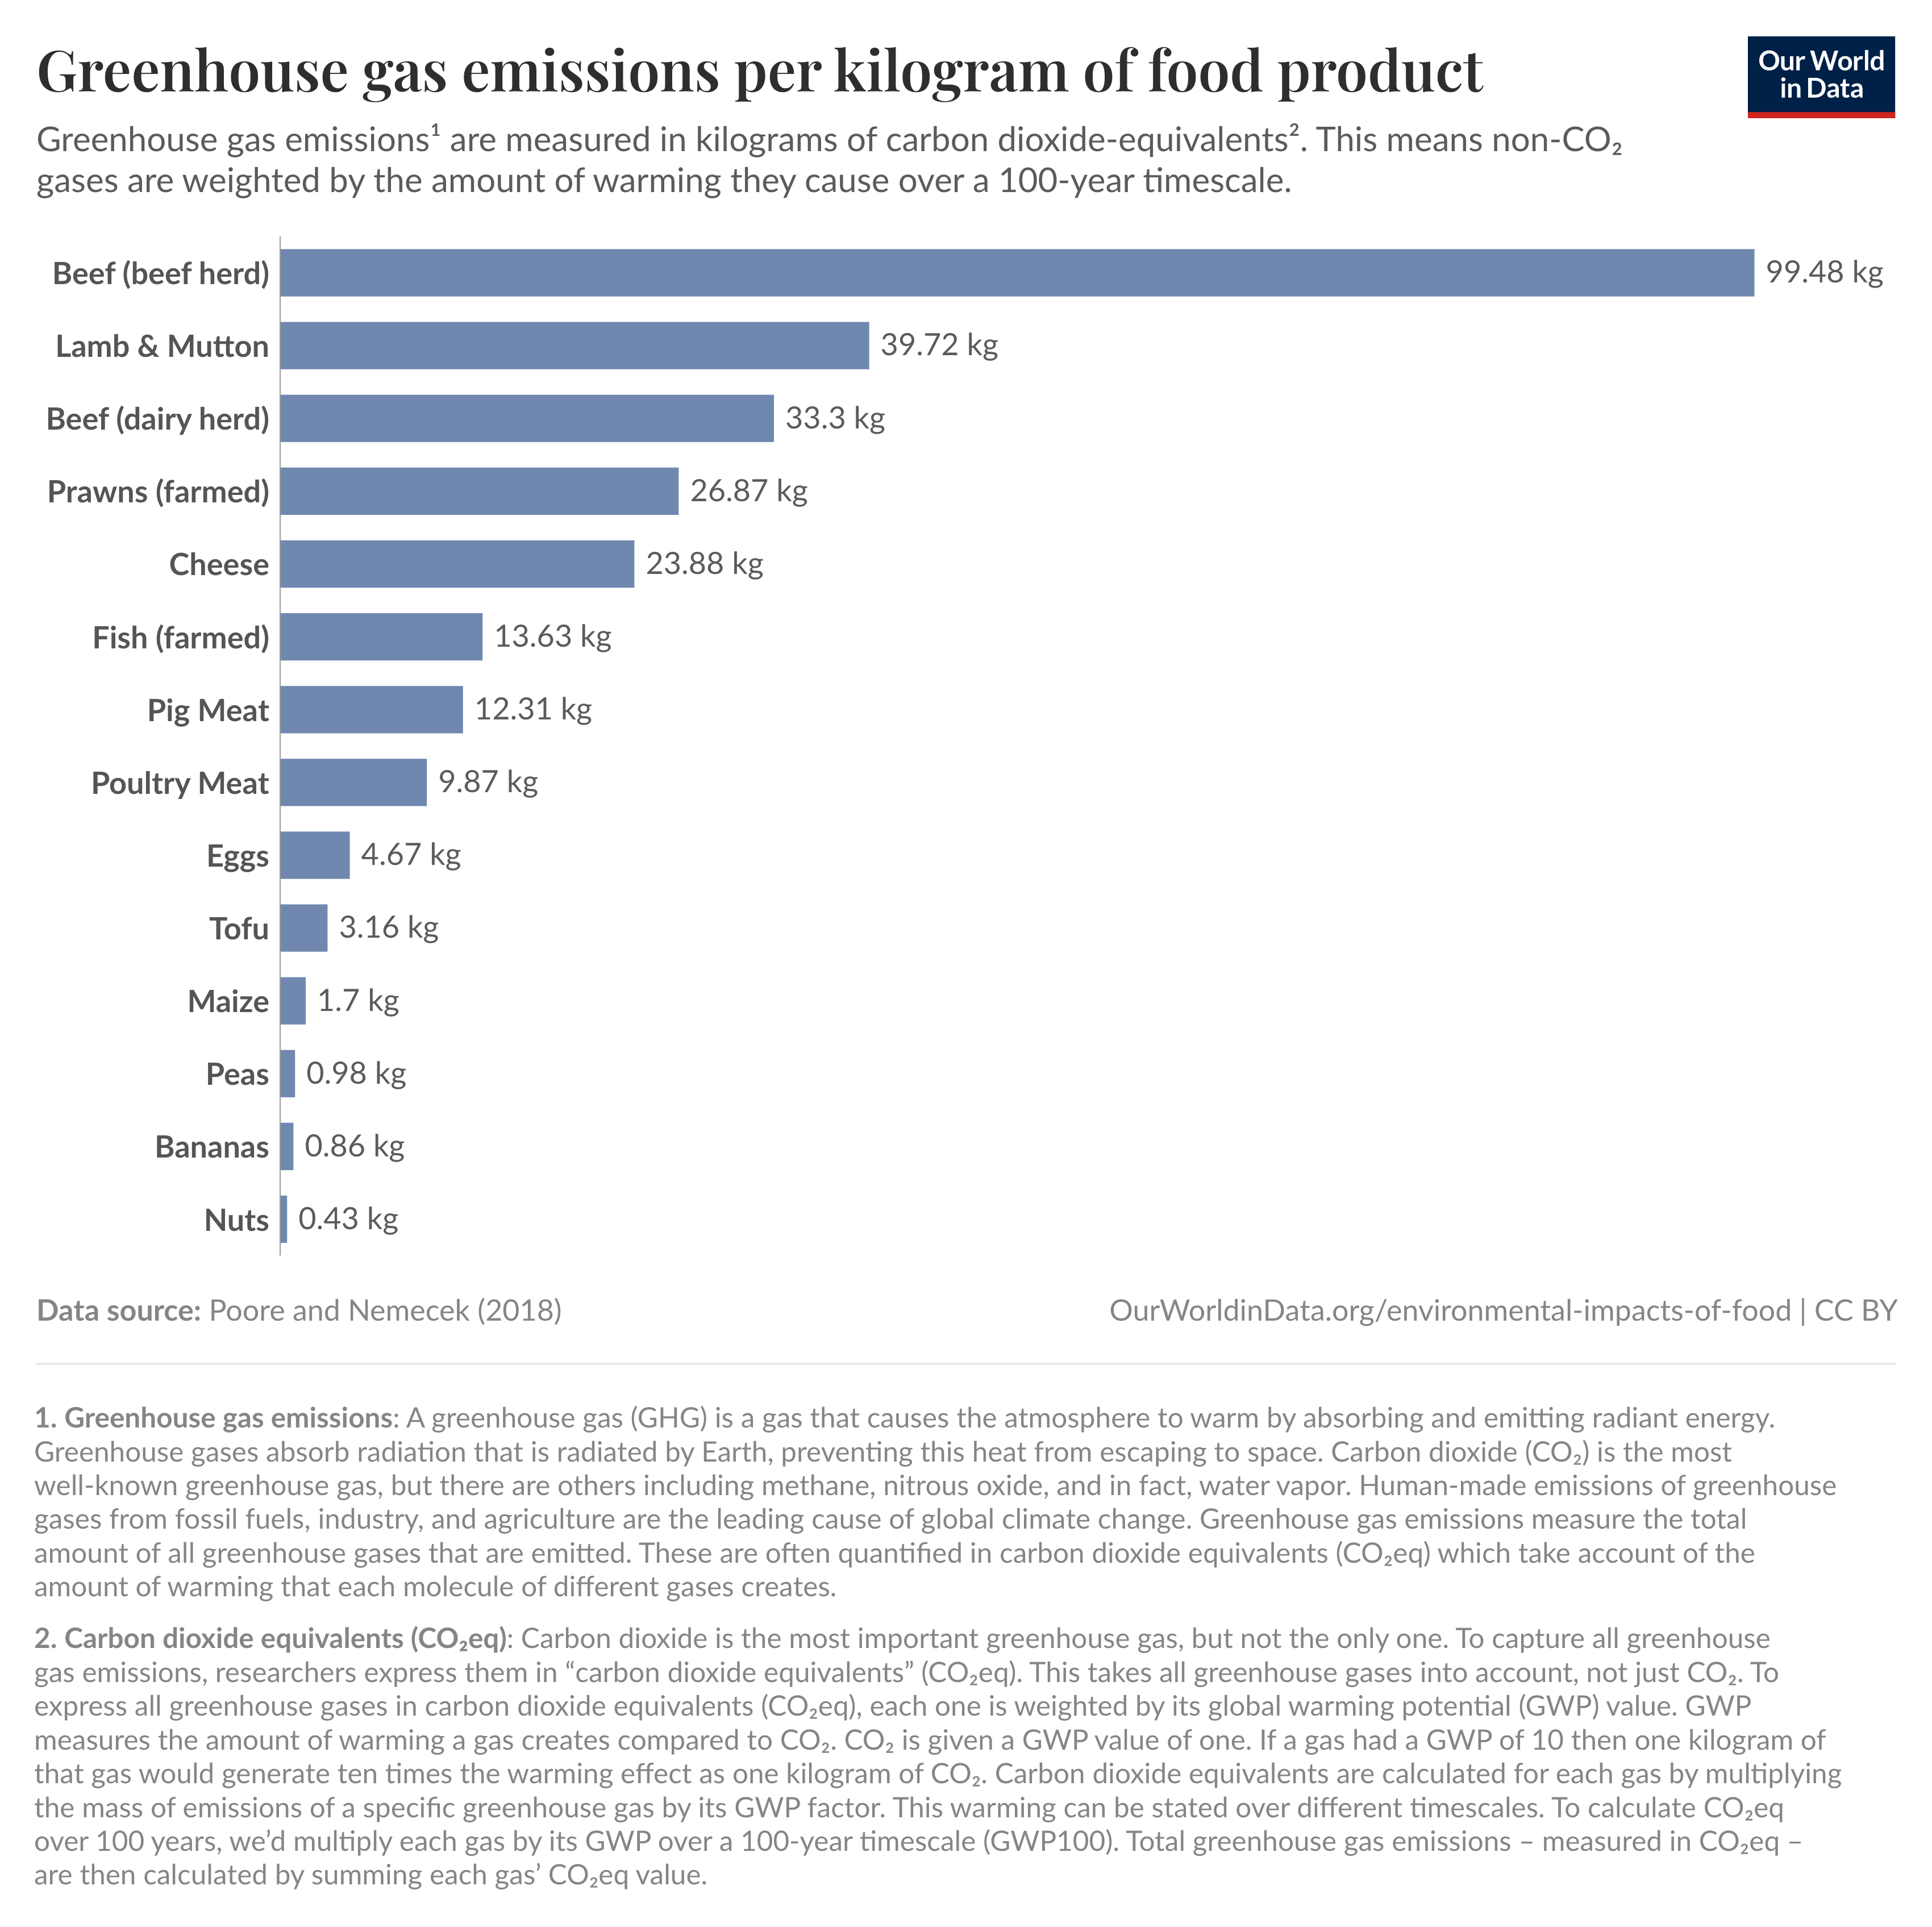 Greenhouse gas emissions per kilogram of food product
Our World
in Data
Greenhouse gas emissions¹ are measured in kilograms of carbon dioxide-equivalents². This means non-CO₂
gases are weighted by the amount of warming they cause over a 100-year timescale.
Beef (beef herd) 99.48 kg
Lamb & Mutton 39.72 kg
Beef (dairy herd) 33.3 kg
Prawns (farmed) 26.87 kg
Cheese 23.88 kg
Fish (farmed) 13.63 kg
Pig Meat 12.31 kg
Poultry Meat 9.87 kg
Eggs 4.67 kg
Tofu 3.16 kg
Maize 1.7 kg
Peas 0.98 kg
Bananas 0.86 kg
Nuts 0.43 kg
Data source: Poore and Nemecek (2018)
OurWorldinData.org/environmental-impacts-of-food | CC BY
1. Greenhouse gas emissions: A greenhouse gas (GHG) is a gas that causes the atmosphere to warm by absorbing and emitting radiant energy.
Greenhouse gases absorb radiation that is radiated by Earth, preventing this heat from escaping to space. Carbon dioxide (CO₂) is the most
well-known greenhouse gas, but there are others including methane, nitrous oxide, and in fact, water vapor. Human-made emissions of greenhouse
gases from fossil fuels, industry, and agriculture are the leading cause of global climate change. Greenhouse gas emissions measure the total
amount of all greenhouse gases that are emitted. These are often quantified in carbon dioxide equivalents (CO₂eq) which take account of the
amount of warming that each molecule of different gases creates.
2. Carbon dioxide equivalents (CO₂eq): Carbon dioxide is the most important greenhouse gas, but not the only one. To capture all greenhouse
gas emissions, researchers express them in “carbon dioxide equivalents” (CO₂eq). This takes all greenhouse gases into account, not just CO₂. To
express all greenhouse gases in carbon dioxide equivalents (CO₂eq), each one is weighted by its global warming potential (GWP) value. GWP
measures the amount of warming a gas creates compared to CO₂. CO₂ is given a GWP value of one. If a gas had a GWP of 10 then one kilogram of
that gas would generate ten times the warming effect as one kilogram of CO₂. Carbon dioxide equivalents are calculated for each gas by multiplying
the mass of emissions of a specific greenhouse gas by its GWP factor. This warming can be stated over different timescales. To calculate CO₂eq
over 100 years, we’d multiply each gas by its GWP over a 100-year timescale (GWP100). Total greenhouse gas emissions – measured in CO₂eq –
are then calculated by summing each gas’ CO₂eq value.